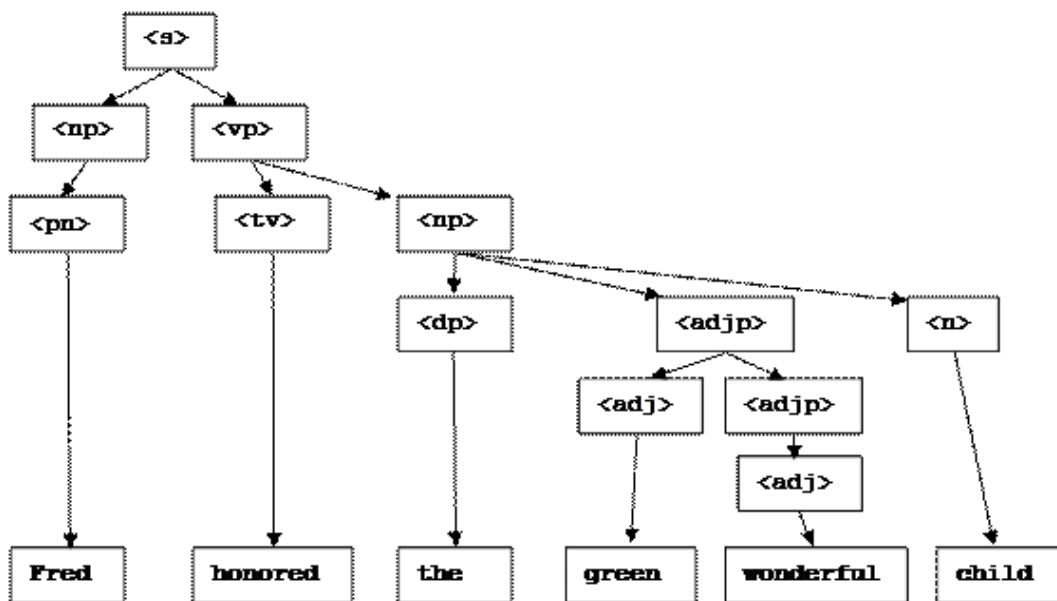 <s>
<np> <vp>
<pn> <tv> <np>
<dp> <adjp> <n>
<adj> <adjp>
<adj>
Fred honored the green wonderful child